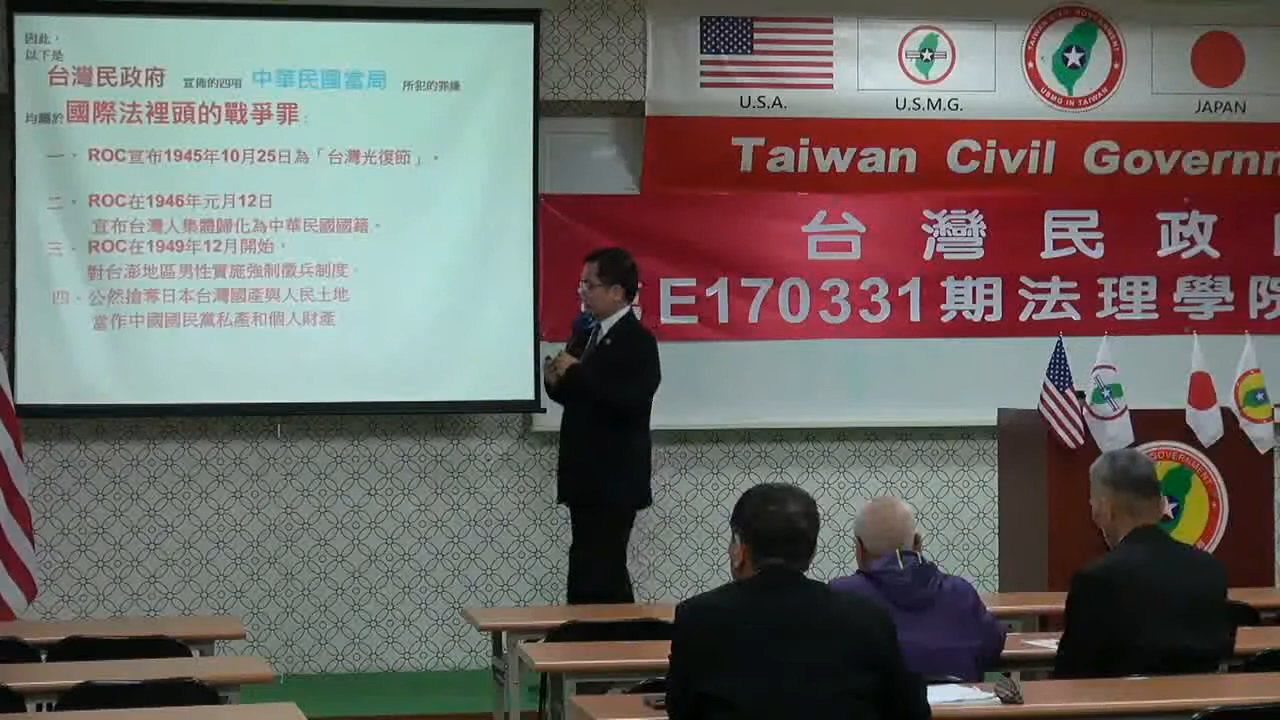 因此，
以下是
台灣民政府 宣佈的四項 中華民國當局 所犯的罪嫌
均屬於國際法裡頭的戰爭罪：
一、ROC宣布1945年10月25日為「台灣光復節」。
二、ROC在1946年元月12日
宣布台灣人集體歸化為中華民國國籍。
三、ROC在1949年12月開始，
對台澎地區男性實施強制徵兵制度。
四、公然搶奪日本台灣國產與人民土地
當作中國國民黨私產和個人財產
U.S.A.
U.S.M.G.
TAIWAN CIVIL GOVERNMENT
USMG IN TAIWAN
JAPAN
Taiwan Civil Governm
台灣民政
E170331期法理學院
GOVERNMENT